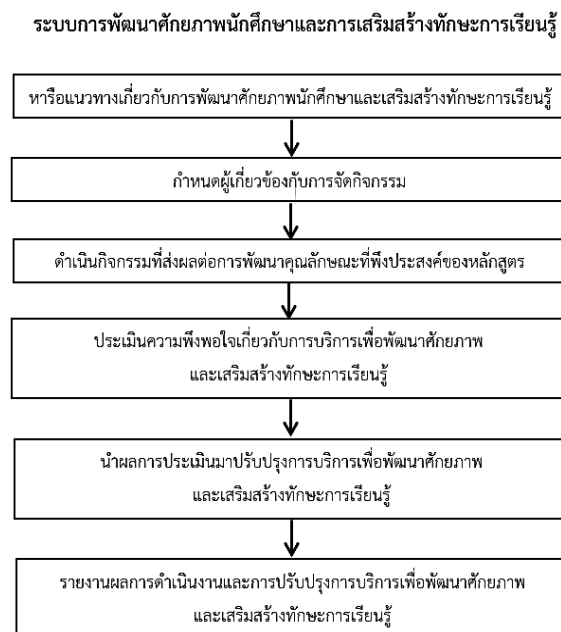 ระบบการพัฒนาศักยภาพนักศึกษาและการเสริมสร้างทักษะการเรียนรู้
หารือแนวทางเกี่ยวกับการพัฒนาศักยภาพนักศึกษาและเสริมสร้างทักษะการเรียนรู้
กำหนดผู้เกี่ยวข้องกับการจัดกิจกรรม
ดำเนินกิจกรรมที่ส่งผลต่อการพัฒนาคุณลักษณะที่พึงประสงค์ของหลักสูตร
ประเมินความพึงพอใจเกี่ยวกับการบริการเพื่อพัฒนาศักยภาพ
และเสริมสร้างทักษะการเรียนรู้
นำผลการประเมินมาปรับปรุงการบริการเพื่อพัฒนาศักยภาพ
และเสริมสร้างทักษะการเรียนรู้
รายงานผลการดำเนินงานและการปรับปรุงการบริการเพื่อพัฒนาศักยภาพ
และเสริมสร้างทักษะการเรียนรู้